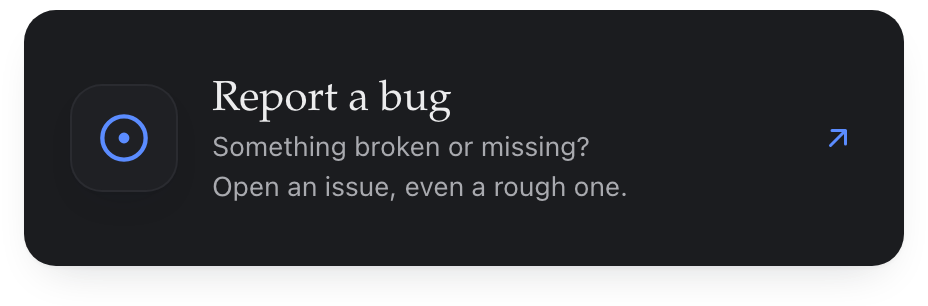 Report a bug
Something broken or missing?
Open an issue, even a rough one.